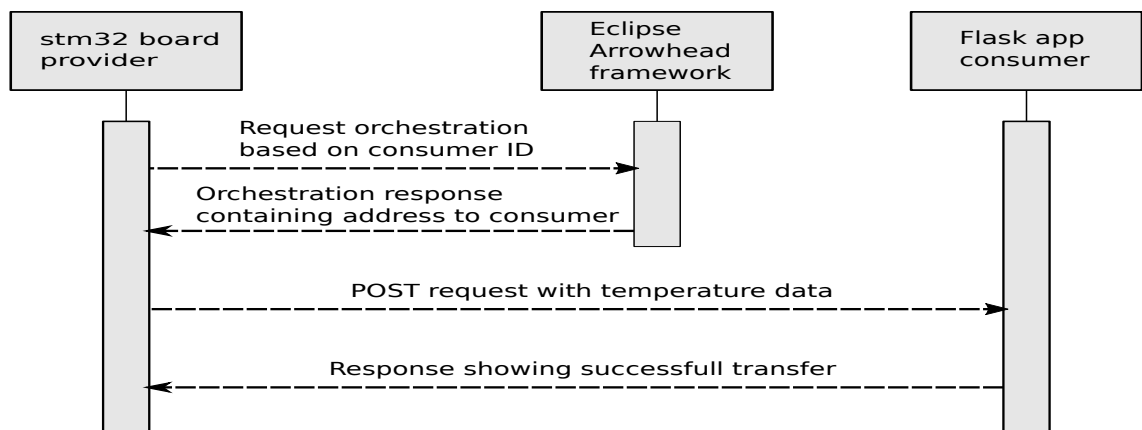 stm32 board
provider
Eclipse
Arrowhead
framework
Flask app
consumer
Request orchestration
based on consumer ID
Orchestration response
containing address to consumer
POST request with temperature data
Response showing successfull transfer